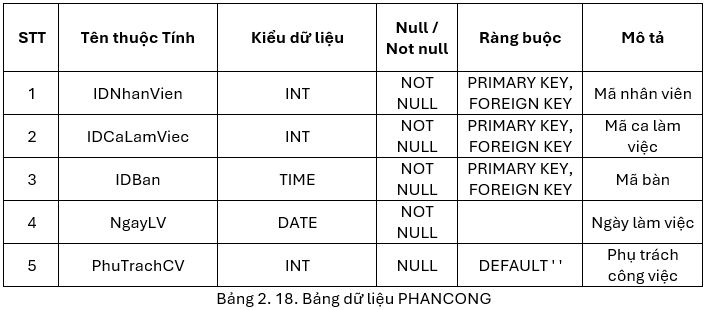 STT Tên thuộc Tính Kiểu dữ liệu Null / Not null Ràng buộc Mô tả
1 IDNhanVien INT NOT NULL PRIMARY KEY, FOREIGN KEY Mã nhân viên
2 IDCaLamViec INT NOT NULL PRIMARY KEY, FOREIGN KEY Mã ca làm việc
3 IDBan TIME NOT NULL PRIMARY KEY, FOREIGN KEY Mã bàn
4 NgayLV DATE NOT NULL Ngày làm việc
5 PhuTrachCV INT NULL DEFAULT ' ' Phụ trách công việc
Bảng 2. 18. Bảng dữ liệu PHANCONG